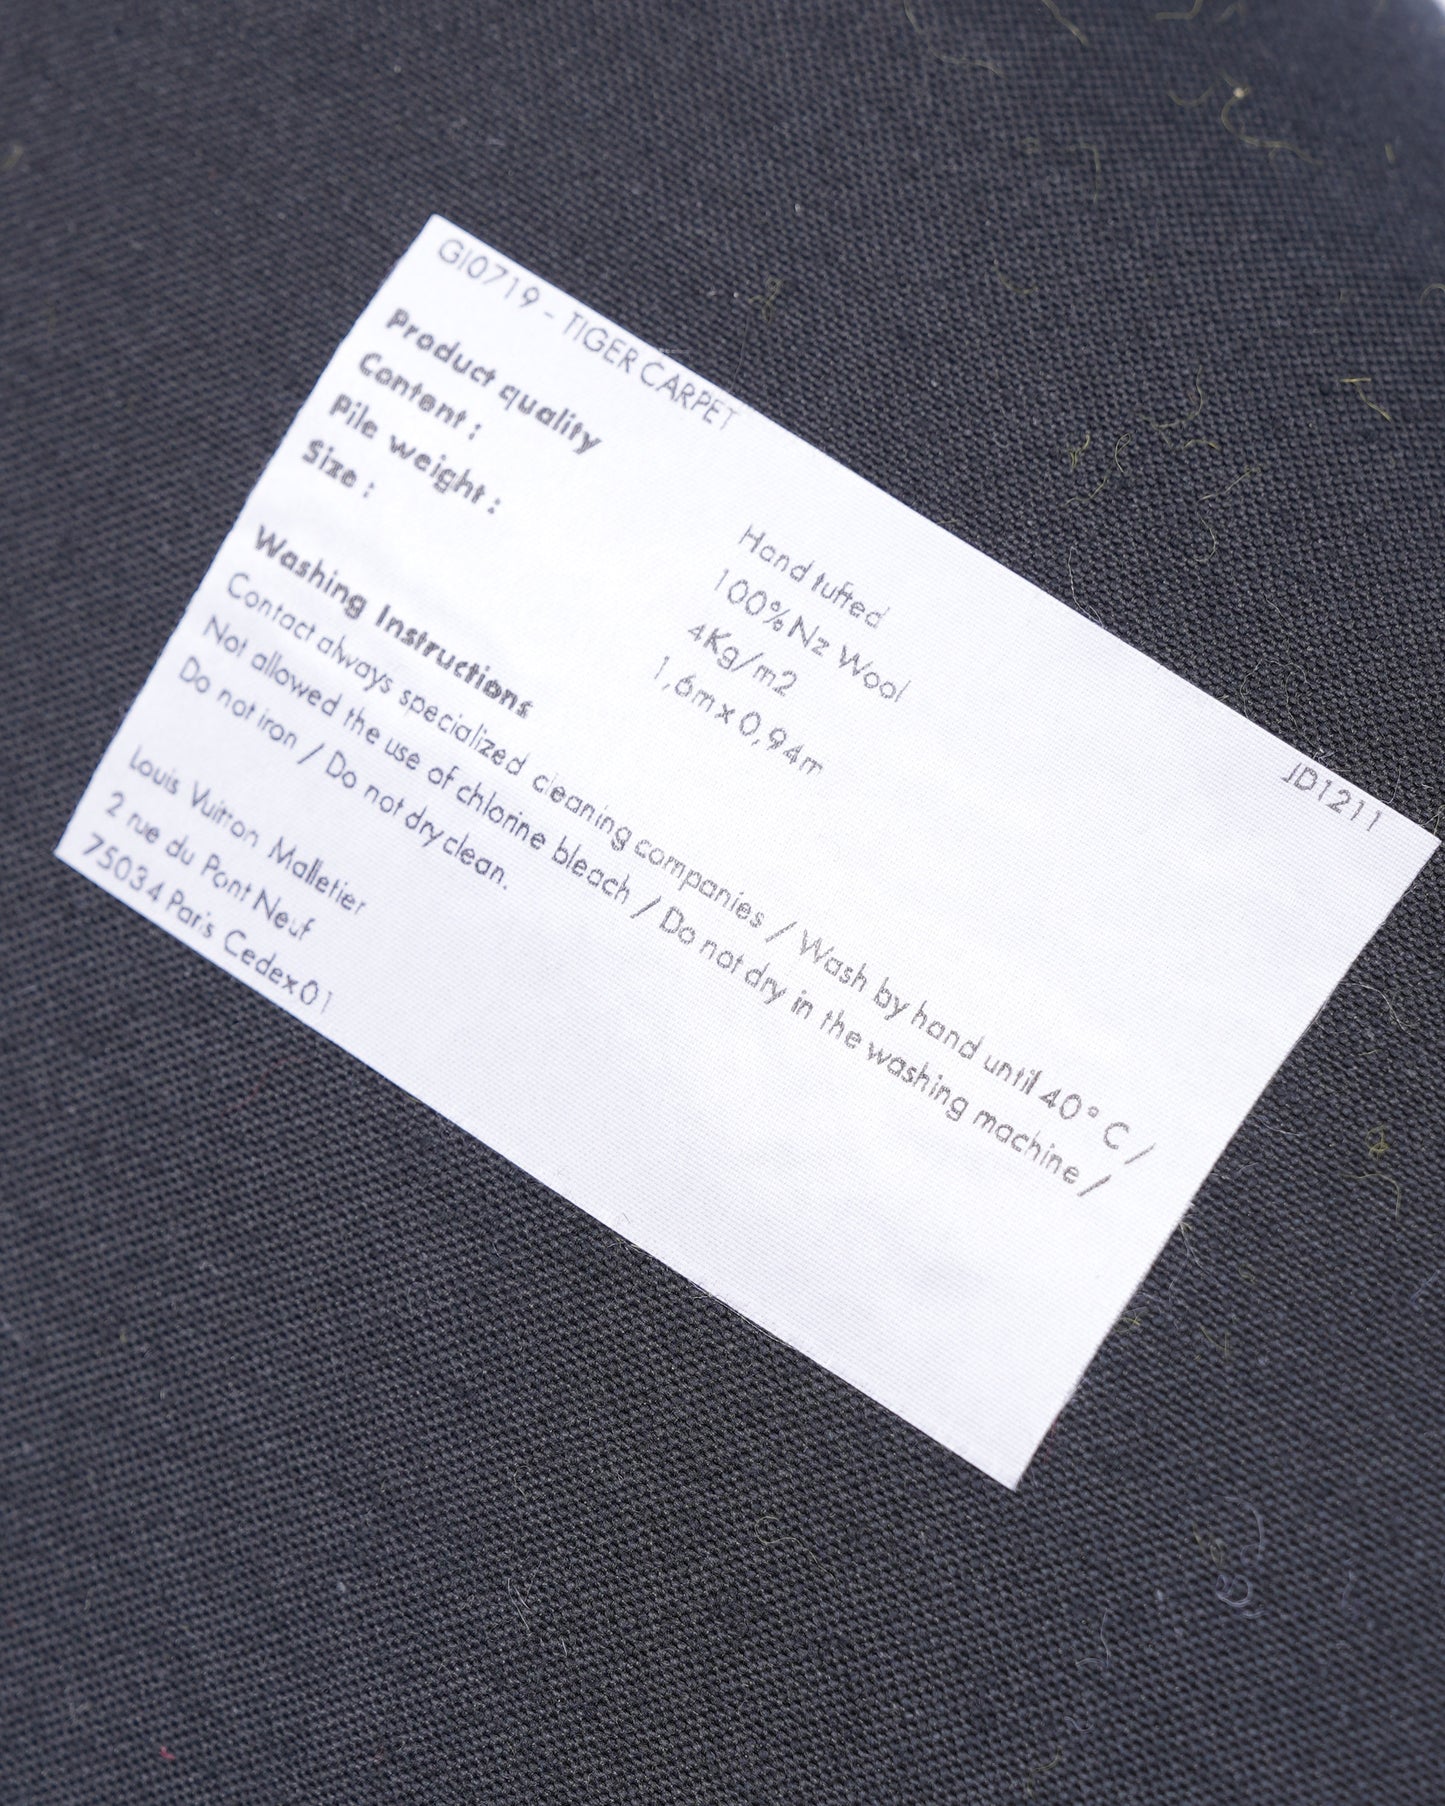 GI0719 - TIGER CARPET JD1211
Product quality Hand tufted
Content : 100% Nz Wool
Pile weight : 4Kg/m2
Size : 1,6m x 0,94m
Washing Instructions
Contact always specialized cleaning companies / Wash by hand until 40° C /
Not allowed the use of chlorine bleach / Do not dry in the washing machine /
Do not iron / Do not dry clean.
Louis Vuitton Malletier
2 rue du Pont Neuf
75034 Paris Cedex 01